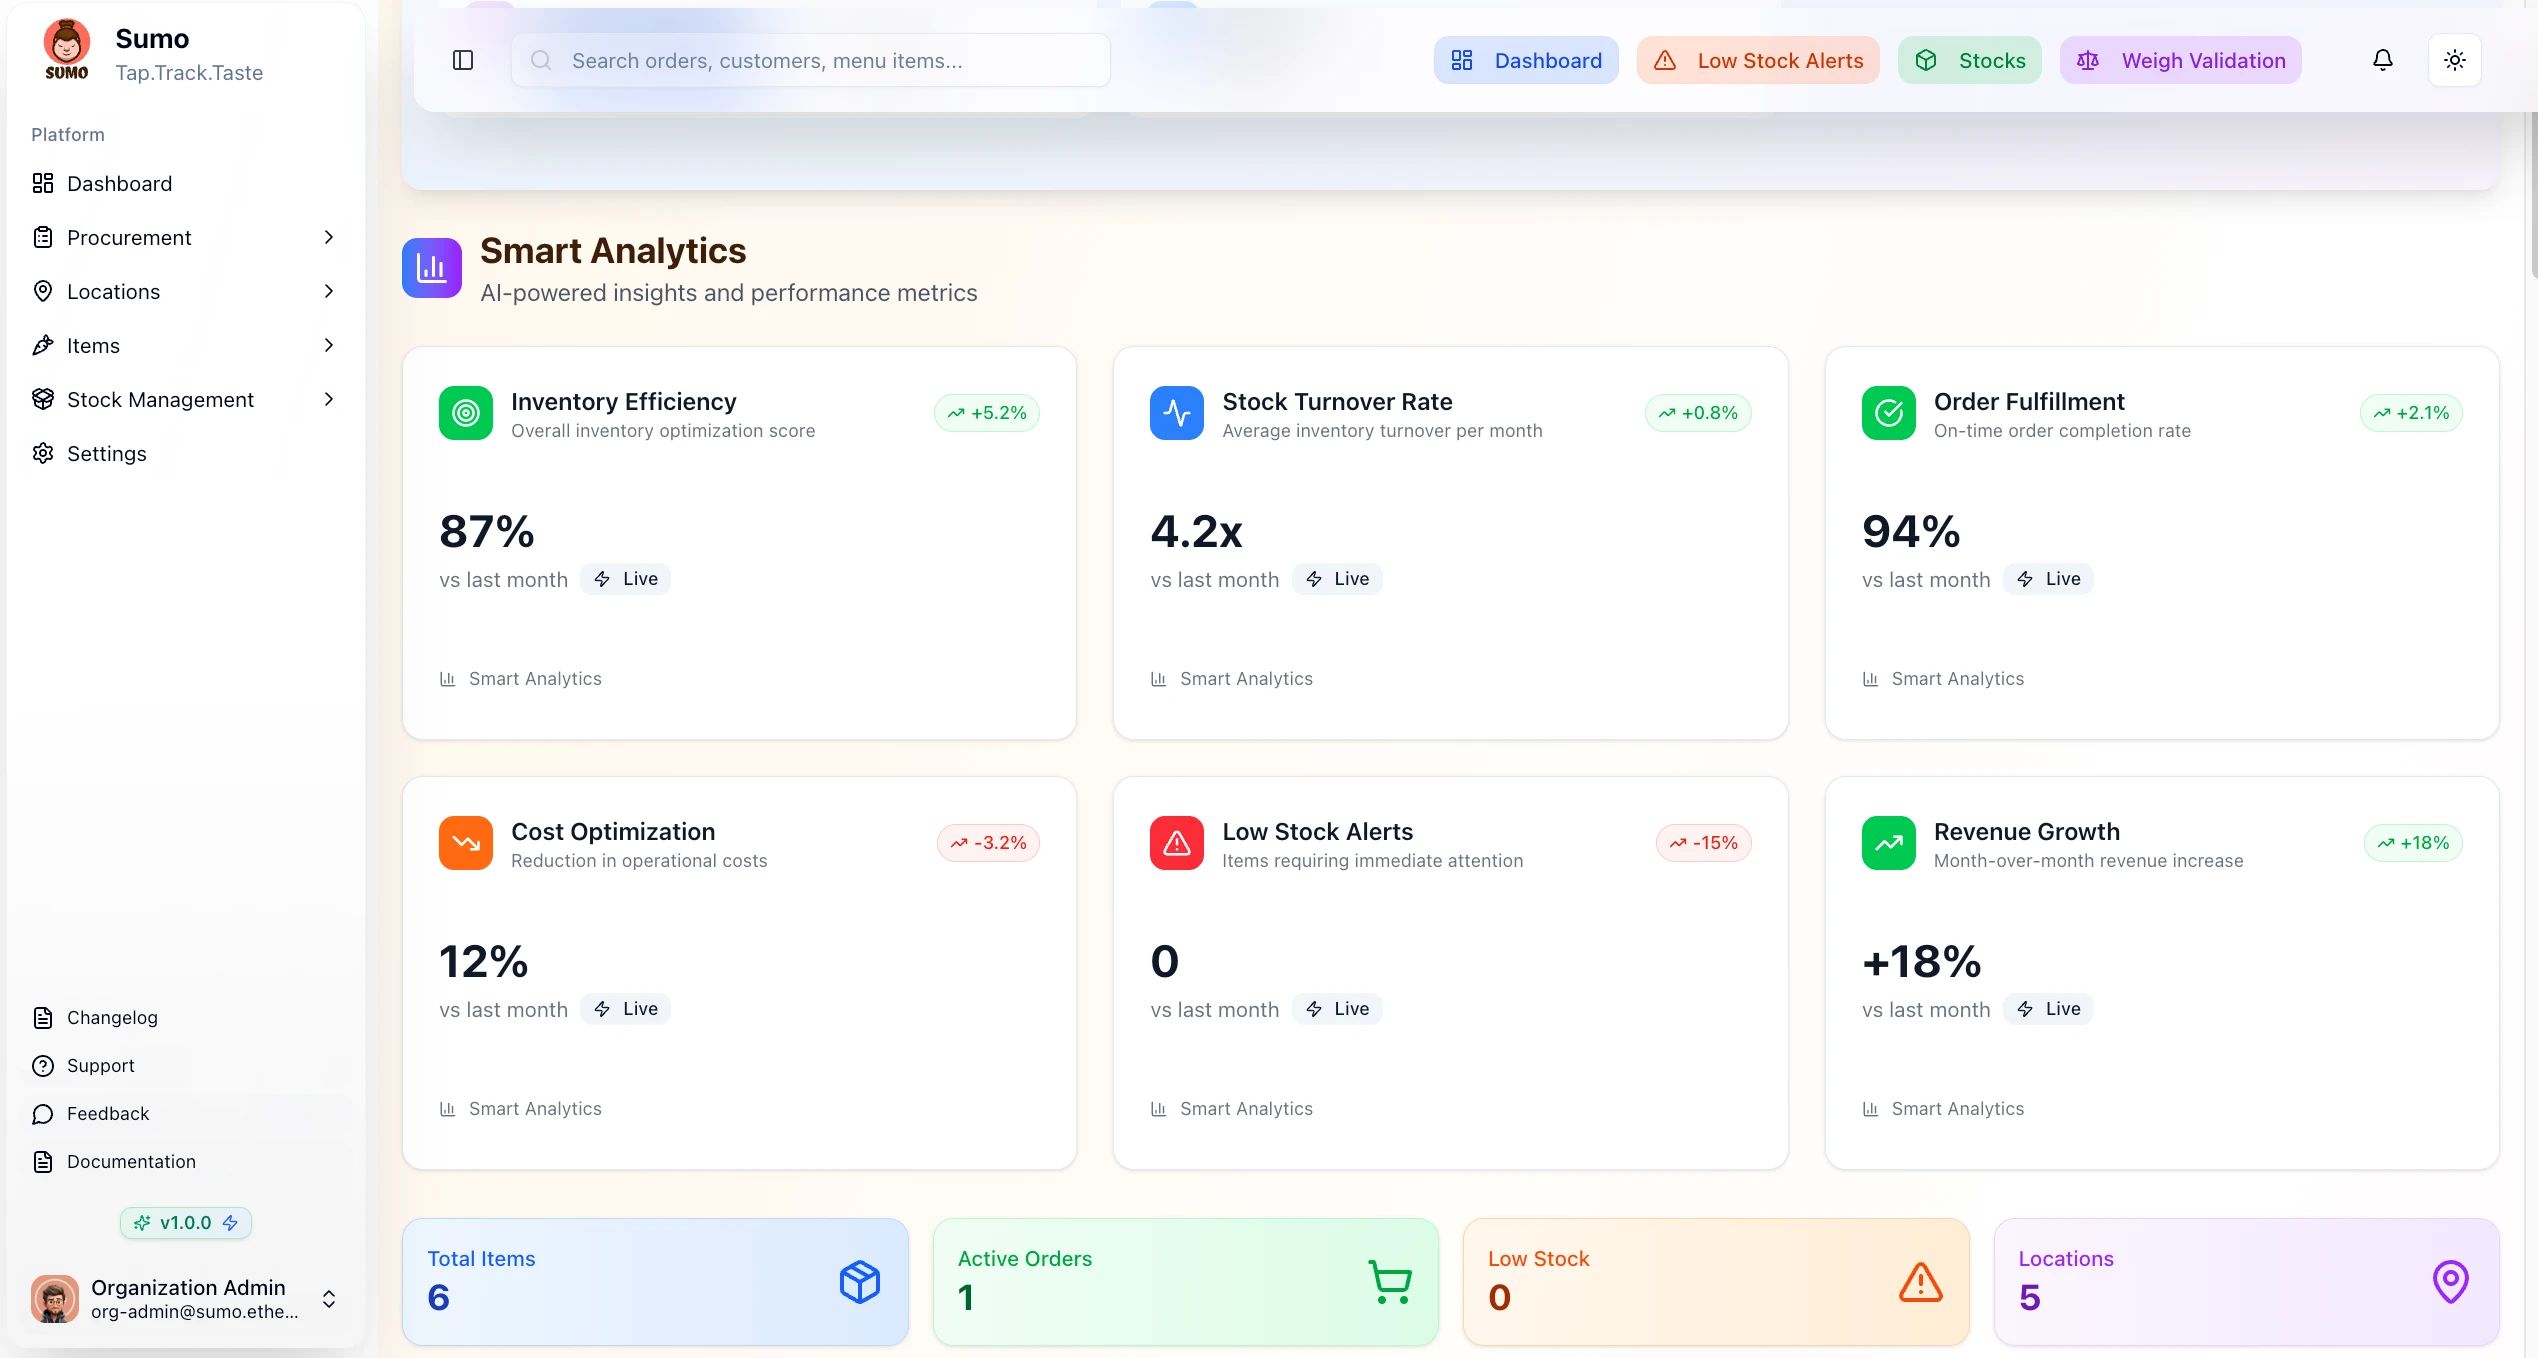 Sumo
Tap.Track.Taste
SUMO
Platform
Dashboard
Procurement
Locations
Items
Stock Management
Settings
Changelog
Support
Feedback
Documentation
v1.0.0
Organization Admin
org-admin@sumo.ethe...
Search orders, customers, menu items...
Dashboard
Low Stock Alerts
Stocks
Weigh Validation
Smart Analytics
AI-powered insights and performance metrics
Inventory Efficiency
Overall inventory optimization score
+5.2%
87%
vs last month Live
Smart Analytics
Stock Turnover Rate
Average inventory turnover per month
+0.8%
4.2x
vs last month Live
Smart Analytics
Order Fulfillment
On-time order completion rate
+2.1%
94%
vs last month Live
Smart Analytics
Cost Optimization
Reduction in operational costs
-3.2%
12%
vs last month Live
Smart Analytics
Low Stock Alerts
Items requiring immediate attention
-15%
0
vs last month Live
Smart Analytics
Revenue Growth
Month-over-month revenue increase
+18%
+18%
vs last month Live
Smart Analytics
Total Items
6
Active Orders
1
Low Stock
0
Locations
5